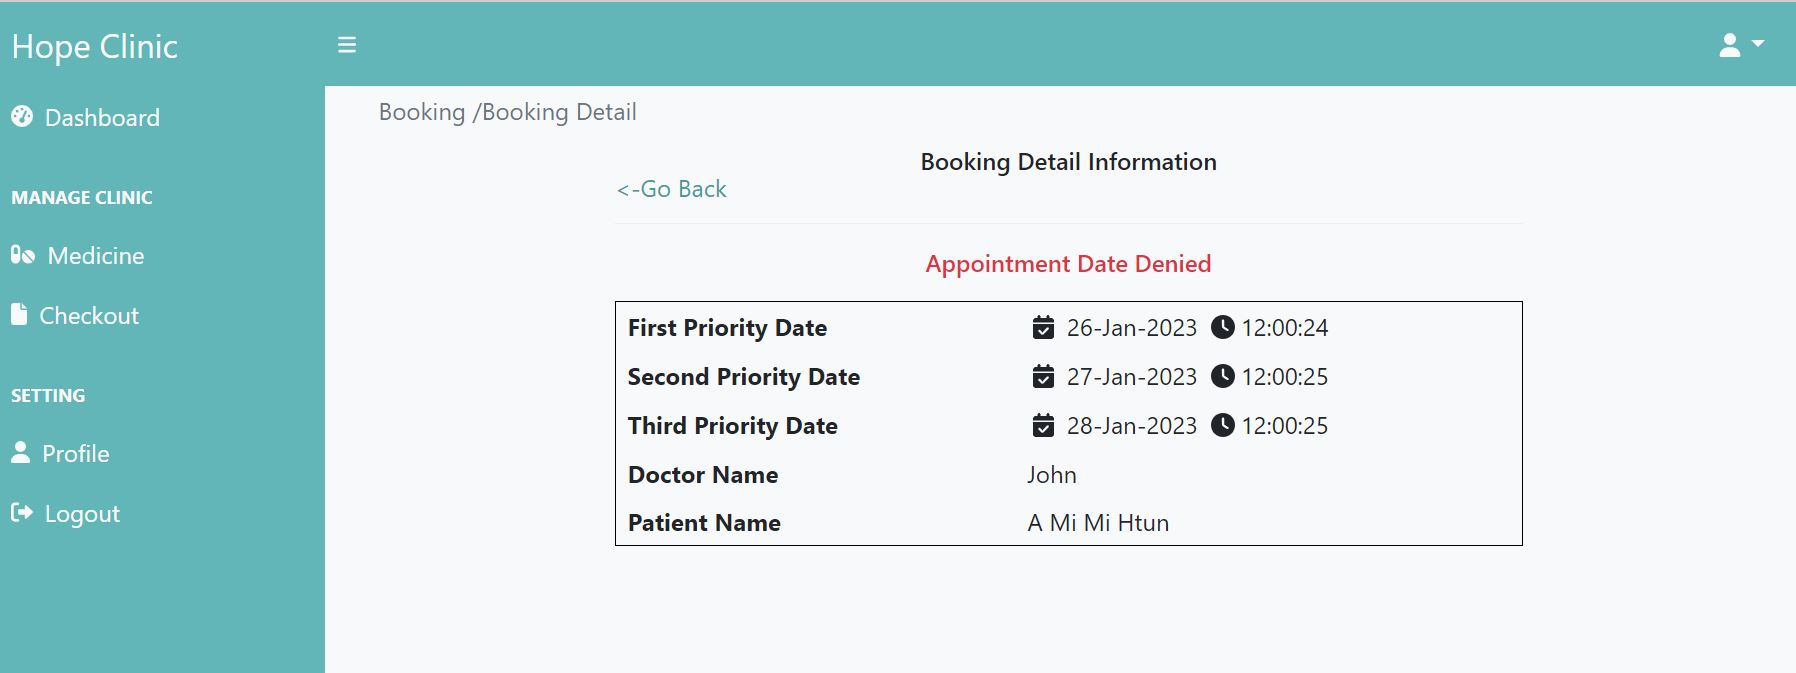 Hope Clinic
Dashboard
MANAGE CLINIC
Medicine
Checkout
SETTING
Profile
Logout
Booking /Booking Detail
Booking Detail Information
<-Go Back
Appointment Date Denied
First Priority Date 26-Jan-2023 12:00:24
Second Priority Date 27-Jan-2023 12:00:25
Third Priority Date 28-Jan-2023 12:00:25
Doctor Name John
Patient Name A Mi Mi Htun